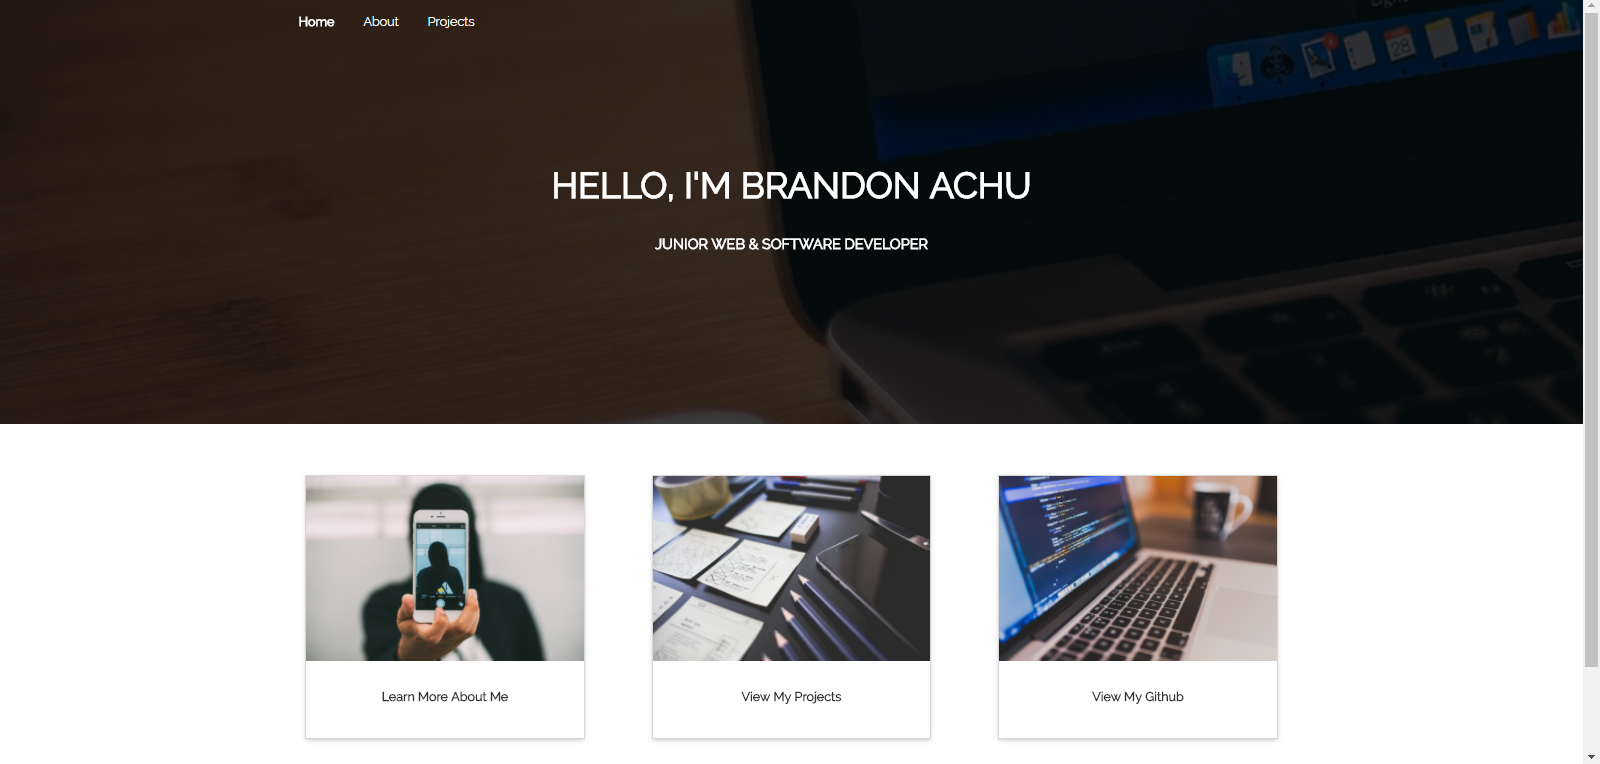 Home About Projects
28
HELLO, I'M BRANDON ACHU
JUNIOR WEB & SOFTWARE DEVELOPER
Learn More About Me
View My Projects
View My Github